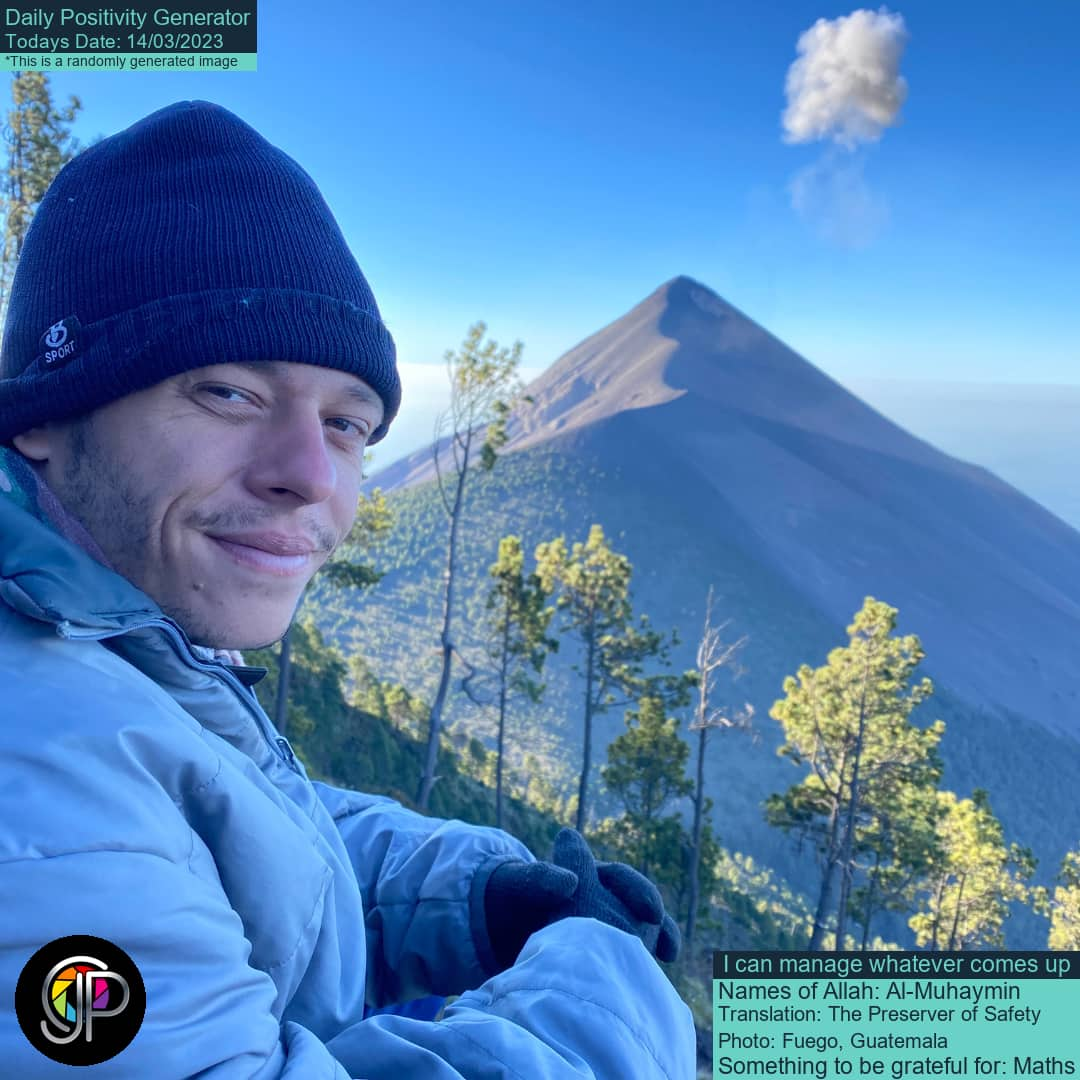 Daily Positivity Generator
Todays Date: 14/03/2023
*This is a randomly generated image
SPORT
SJP
I can manage whatever comes up
Names of Allah: Al-Muhaymin
Translation: The Preserver of Safety
Photo: Fuego, Guatemala
Something to be grateful for: Maths